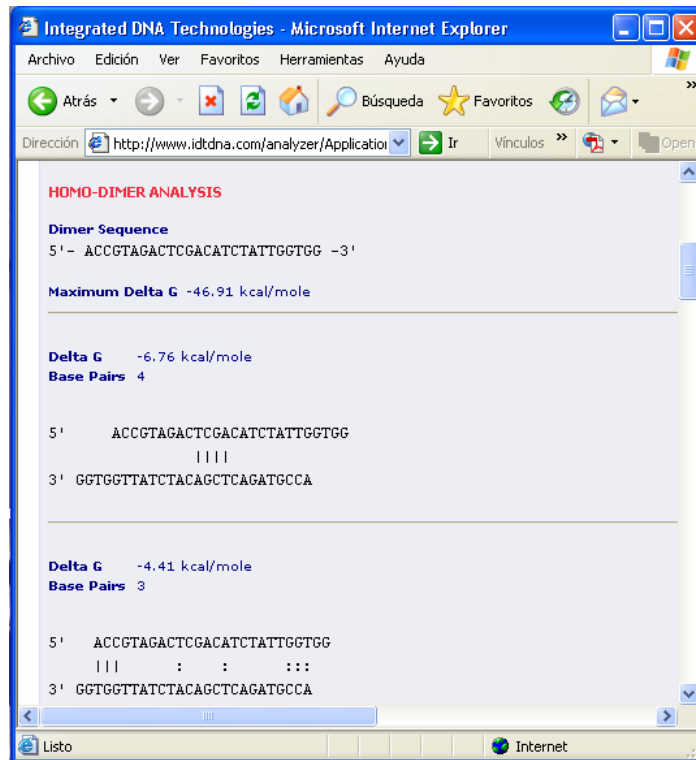 Integrated DNA Technologies - Microsoft Internet Explorer
Archivo Edición Ver Favoritos Herramientas Ayuda
Atrás Búsqueda Favoritos
Dirección http://www.idtdna.com/analyzer/Applicatio Ir Vínculos » Open
HOMO-DIMER ANALYSIS
Dimer Sequence
5'- ACCGTAGACTCGACATCTATTGGTGG -3'
Maximum Delta G -46.91 kcal/mole
Delta G -6.76 kcal/mole
Base Pairs 4
5' ACCGTAGACTCGACATCTATTGGTGG
||||
3' GGTGGTTATCTACAGCTCAGATGCCA
Delta G -4.41 kcal/mole
Base Pairs 3
5' ACCGTAGACTCGACATCTATTGGTGG
||| : : :::
3' GGTGGTTATCTACAGCTCAGATGCCA
Listo Internet